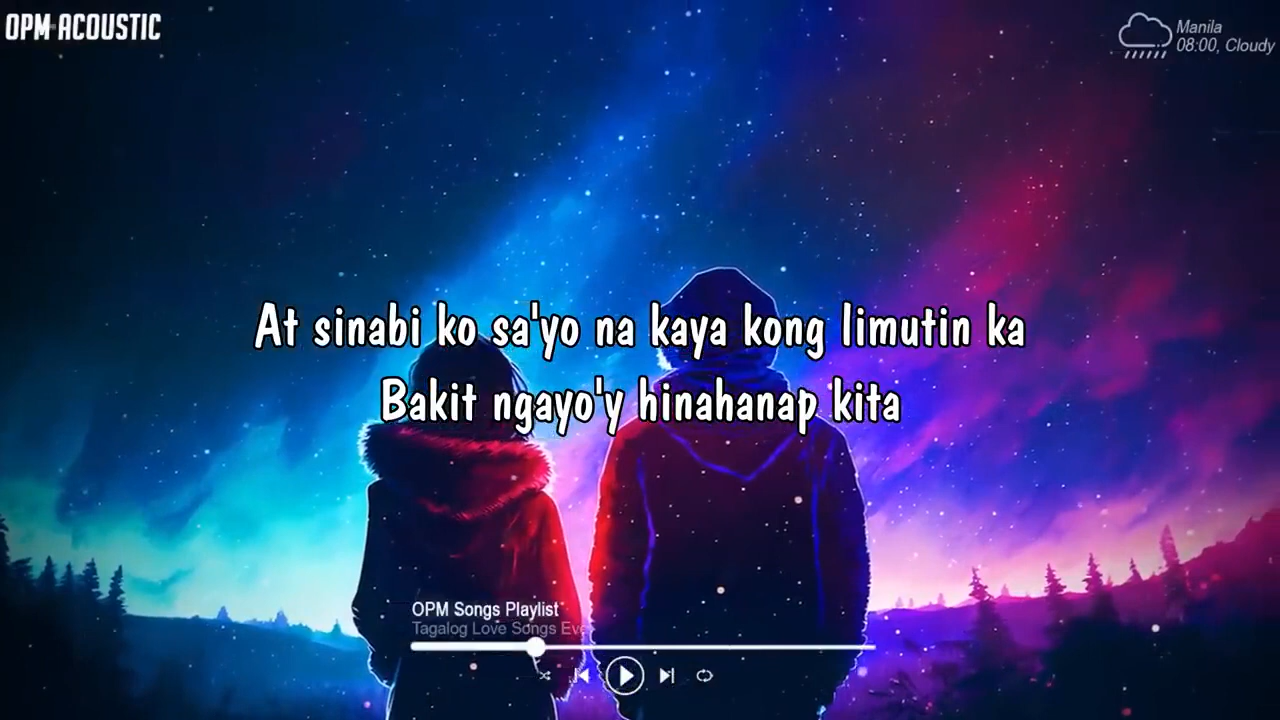 OPM ACOUSTIC
Manila
08:00, Cloudy
At sinabi ko sa'yo na kaya kong limutin ka
Bakit ngayo'y hinahanap kita
OPM Songs Playlist
Tagalog Love Songs